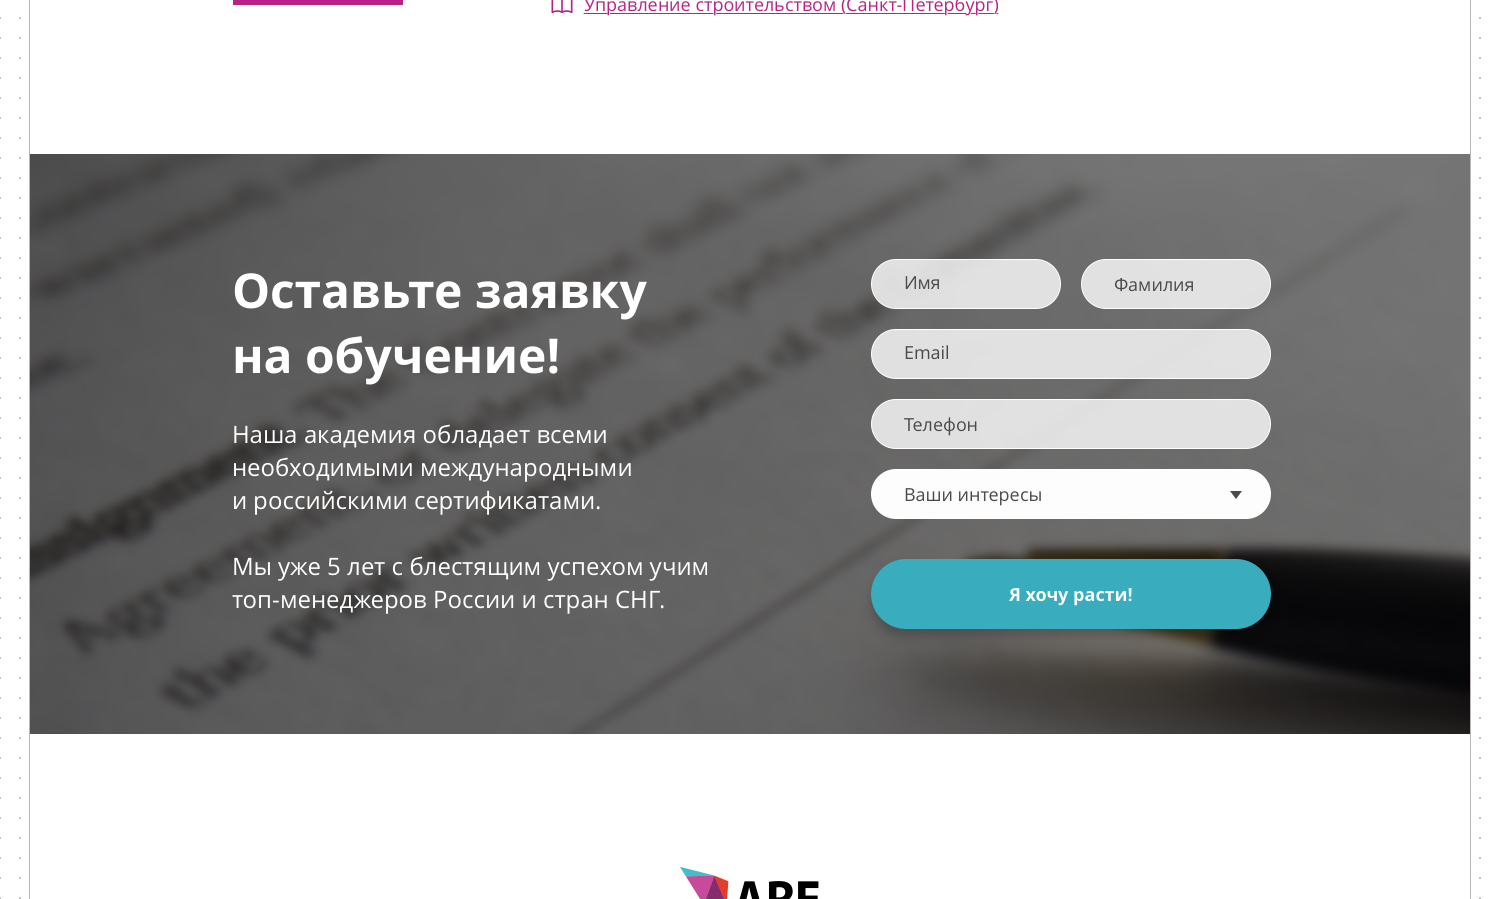 Управление строительством (Санкт-Петербург)
Оставьте заявку
на обучение!
Наша академия обладает всеми
необходимыми международными
и российскими сертификатами.
Мы уже 5 лет с блестящим успехом учим
топ-менеджеров России и стран СНГ.
Имя
Фамилия
Email
Телефон
Ваши интересы
Я хочу расти!